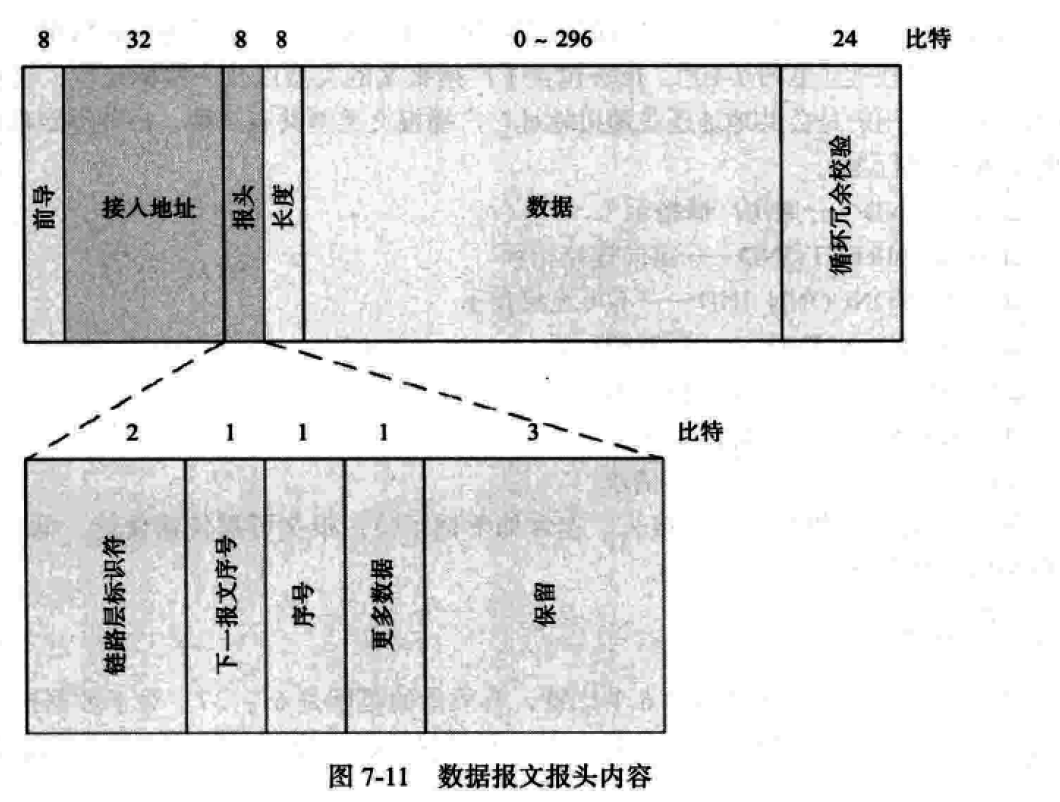 8 32 8 8 0 ~ 296 24 比特
前导 接入地址 报头 长度 数据 循环冗余校验
2 1 1 1 3 比特
链路层标识符 下一报文序号 序号 更多数据 保留
图 7-11 数据报文报头内容